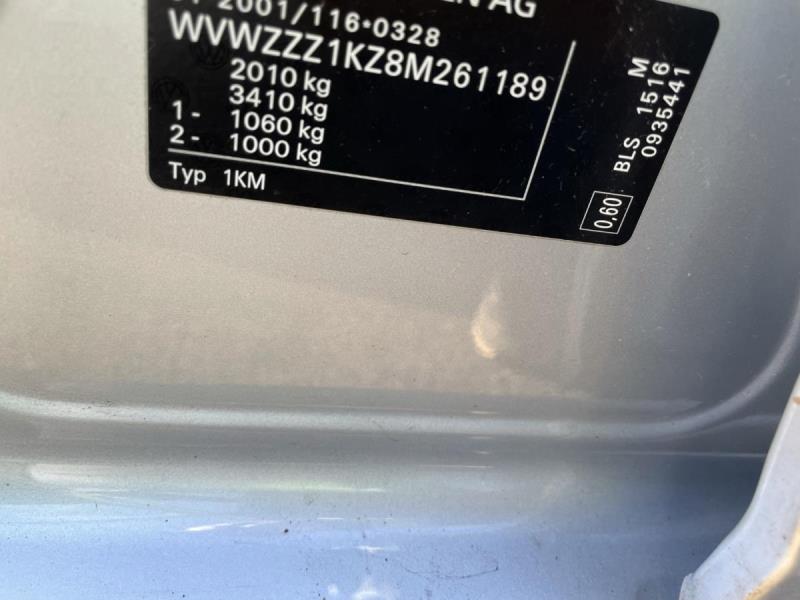 AG
2001/116*0328
WVWZZZ1KZ8M261189
2010 kg
3410 kg
1 - 1060 kg
2 - 1000 kg
Typ 1KM
M
BLS 1516
0935441
0,60